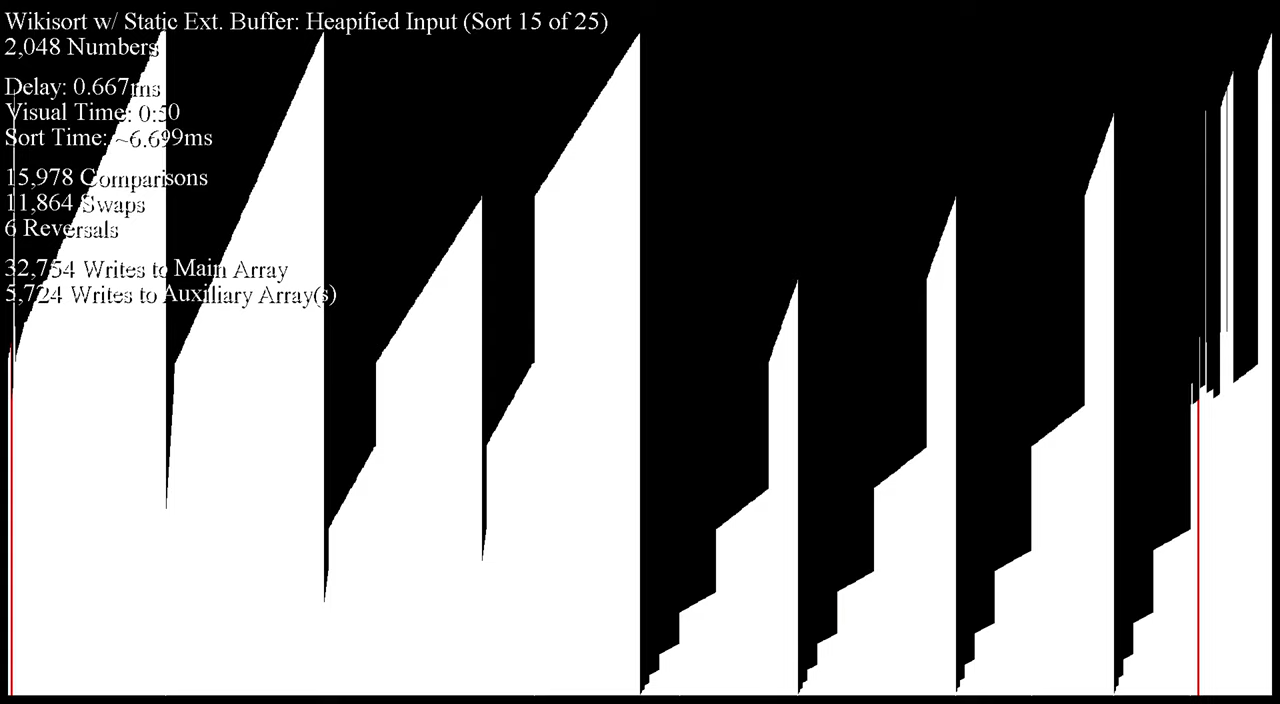 Wikisort w/ Static Ext. Buffer: Heapified Input (Sort 15 of 25)
2,048 Numbers
Delay: 0.667ms
Visual Time: 0:50
Sort Time: ~6.699ms
15,978 Comparisons
11,864 Swaps
6 Reversals
32,754 Writes to Main Array
5,724 Writes to Auxiliary Array(s)